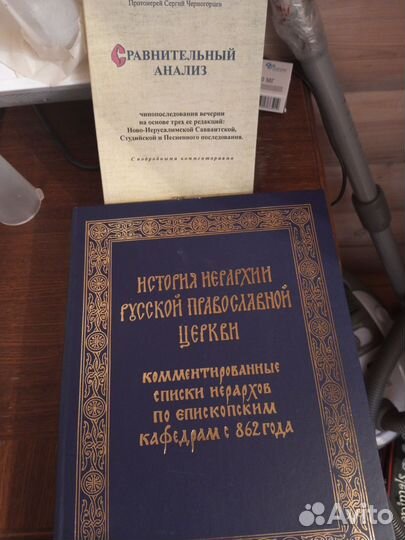 Протоиерей Сергий Черногорцев
СРАВНИТЕЛЬНЫЙ
АНАЛИЗ
чинопоследования вечерни
на основе трех ее редакций:
Ново-Иерусалимской Савваитской,
Студийской и Песненного последования.
С подробными комментариями
ИСТОРИЯ ИЕРАРХИИ
РУССКОЙ ПРАВОСЛАВНОЙ
ЦЕРКВИ
КОММЕНТИРОВАННЫЕ
СПИСКИ ИЕРАРХОВ
ПО ЕПИСКОПСКИМ
КАФЕДРАМ С 862 ГОДА
Avito